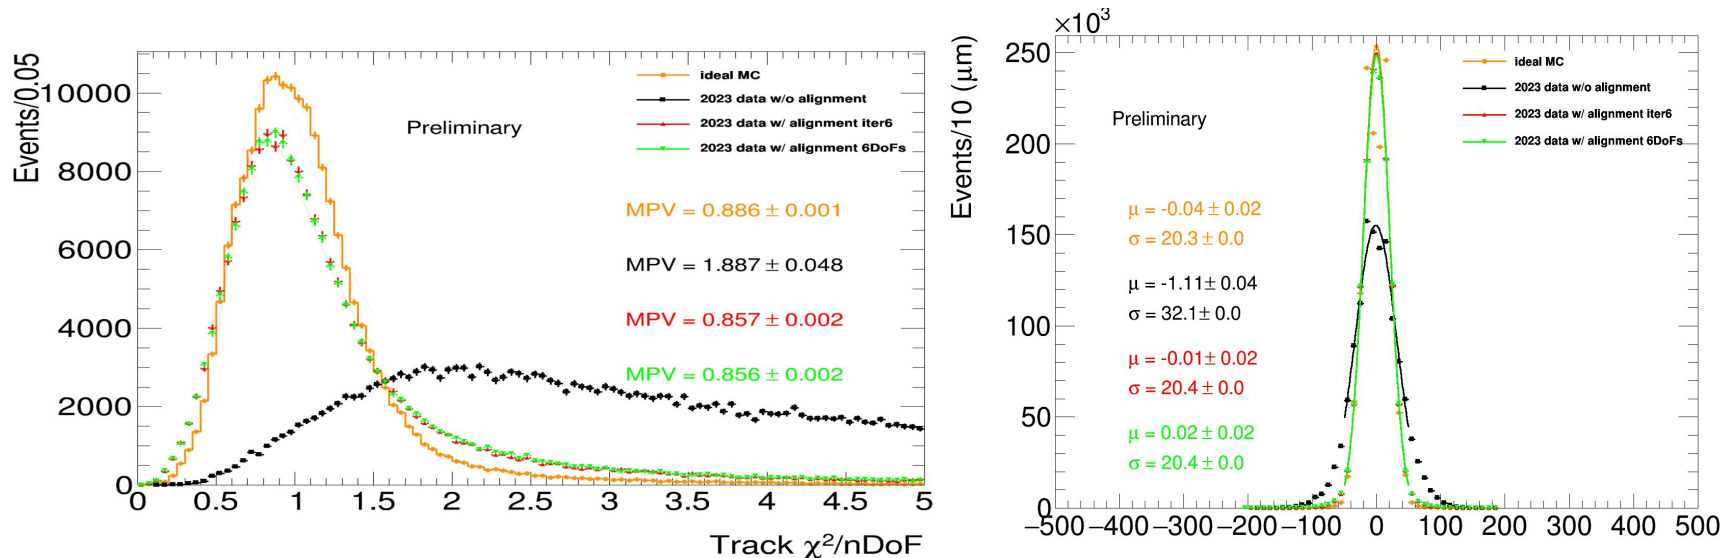 Events/0.05
10000
8000
6000
4000
2000
0
0 0.5 1 1.5 2 2.5 3 3.5 4 4.5 5
Track χ²/nDoF
ideal MC
2023 data w/o alignment
2023 data w/ alignment iter6
2023 data w/ alignment 6DoFs
Preliminary
MPV = 0.886 ± 0.001
MPV = 1.887 ± 0.048
MPV = 0.857 ± 0.002
MPV = 0.856 ± 0.002
×10³
Events/10 (μm)
250
200
150
100
50
0
−500 −400 −300 −200 −100 0 100 200 300 400 500
ideal MC
2023 data w/o alignment
2023 data w/ alignment iter6
2023 data w/ alignment 6DoFs
Preliminary
μ = -0.04 ± 0.02
σ = 20.3 ± 0.0
μ = -1.11 ± 0.04
σ = 32.1 ± 0.0
μ = -0.01 ± 0.02
σ = 20.4 ± 0.0
μ = 0.02 ± 0.02
σ = 20.4 ± 0.0